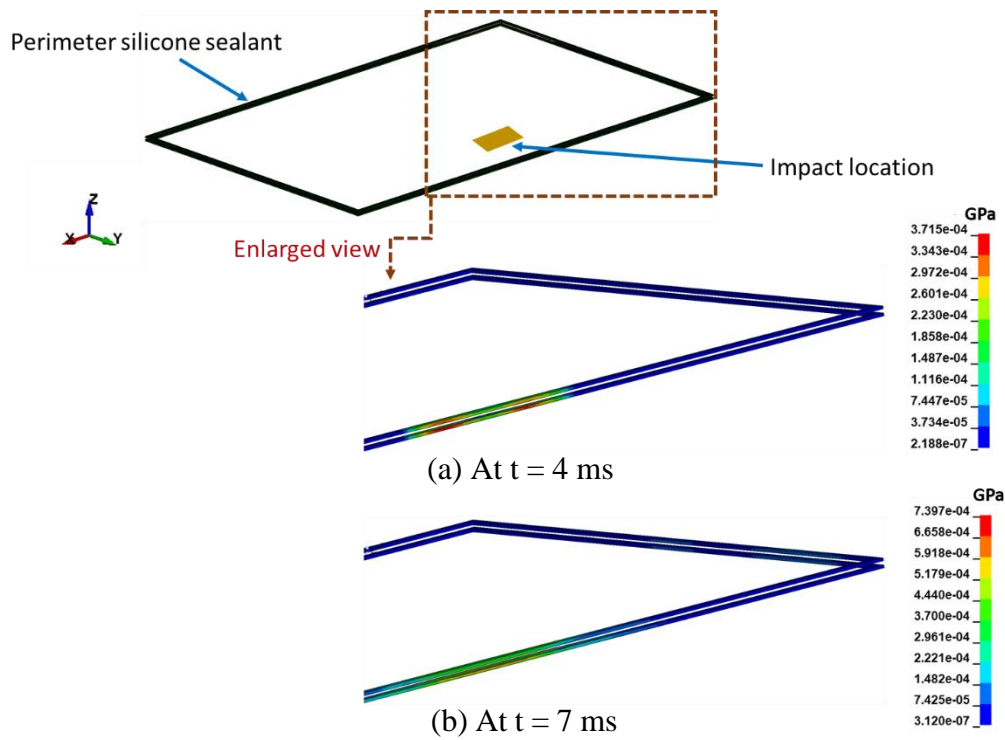 Perimeter silicone sealant
Impact location
Z
X
Y
Enlarged view
GPa
3.715e-04
3.343e-04
2.972e-04
2.601e-04
2.230e-04
1.858e-04
1.487e-04
1.116e-04
7.447e-05
3.734e-05
2.188e-07
(a) At t = 4 ms
GPa
7.397e-04
6.658e-04
5.918e-04
5.179e-04
4.440e-04
3.700e-04
2.961e-04
2.221e-04
1.482e-04
7.425e-05
3.120e-07
(b) At t = 7 ms